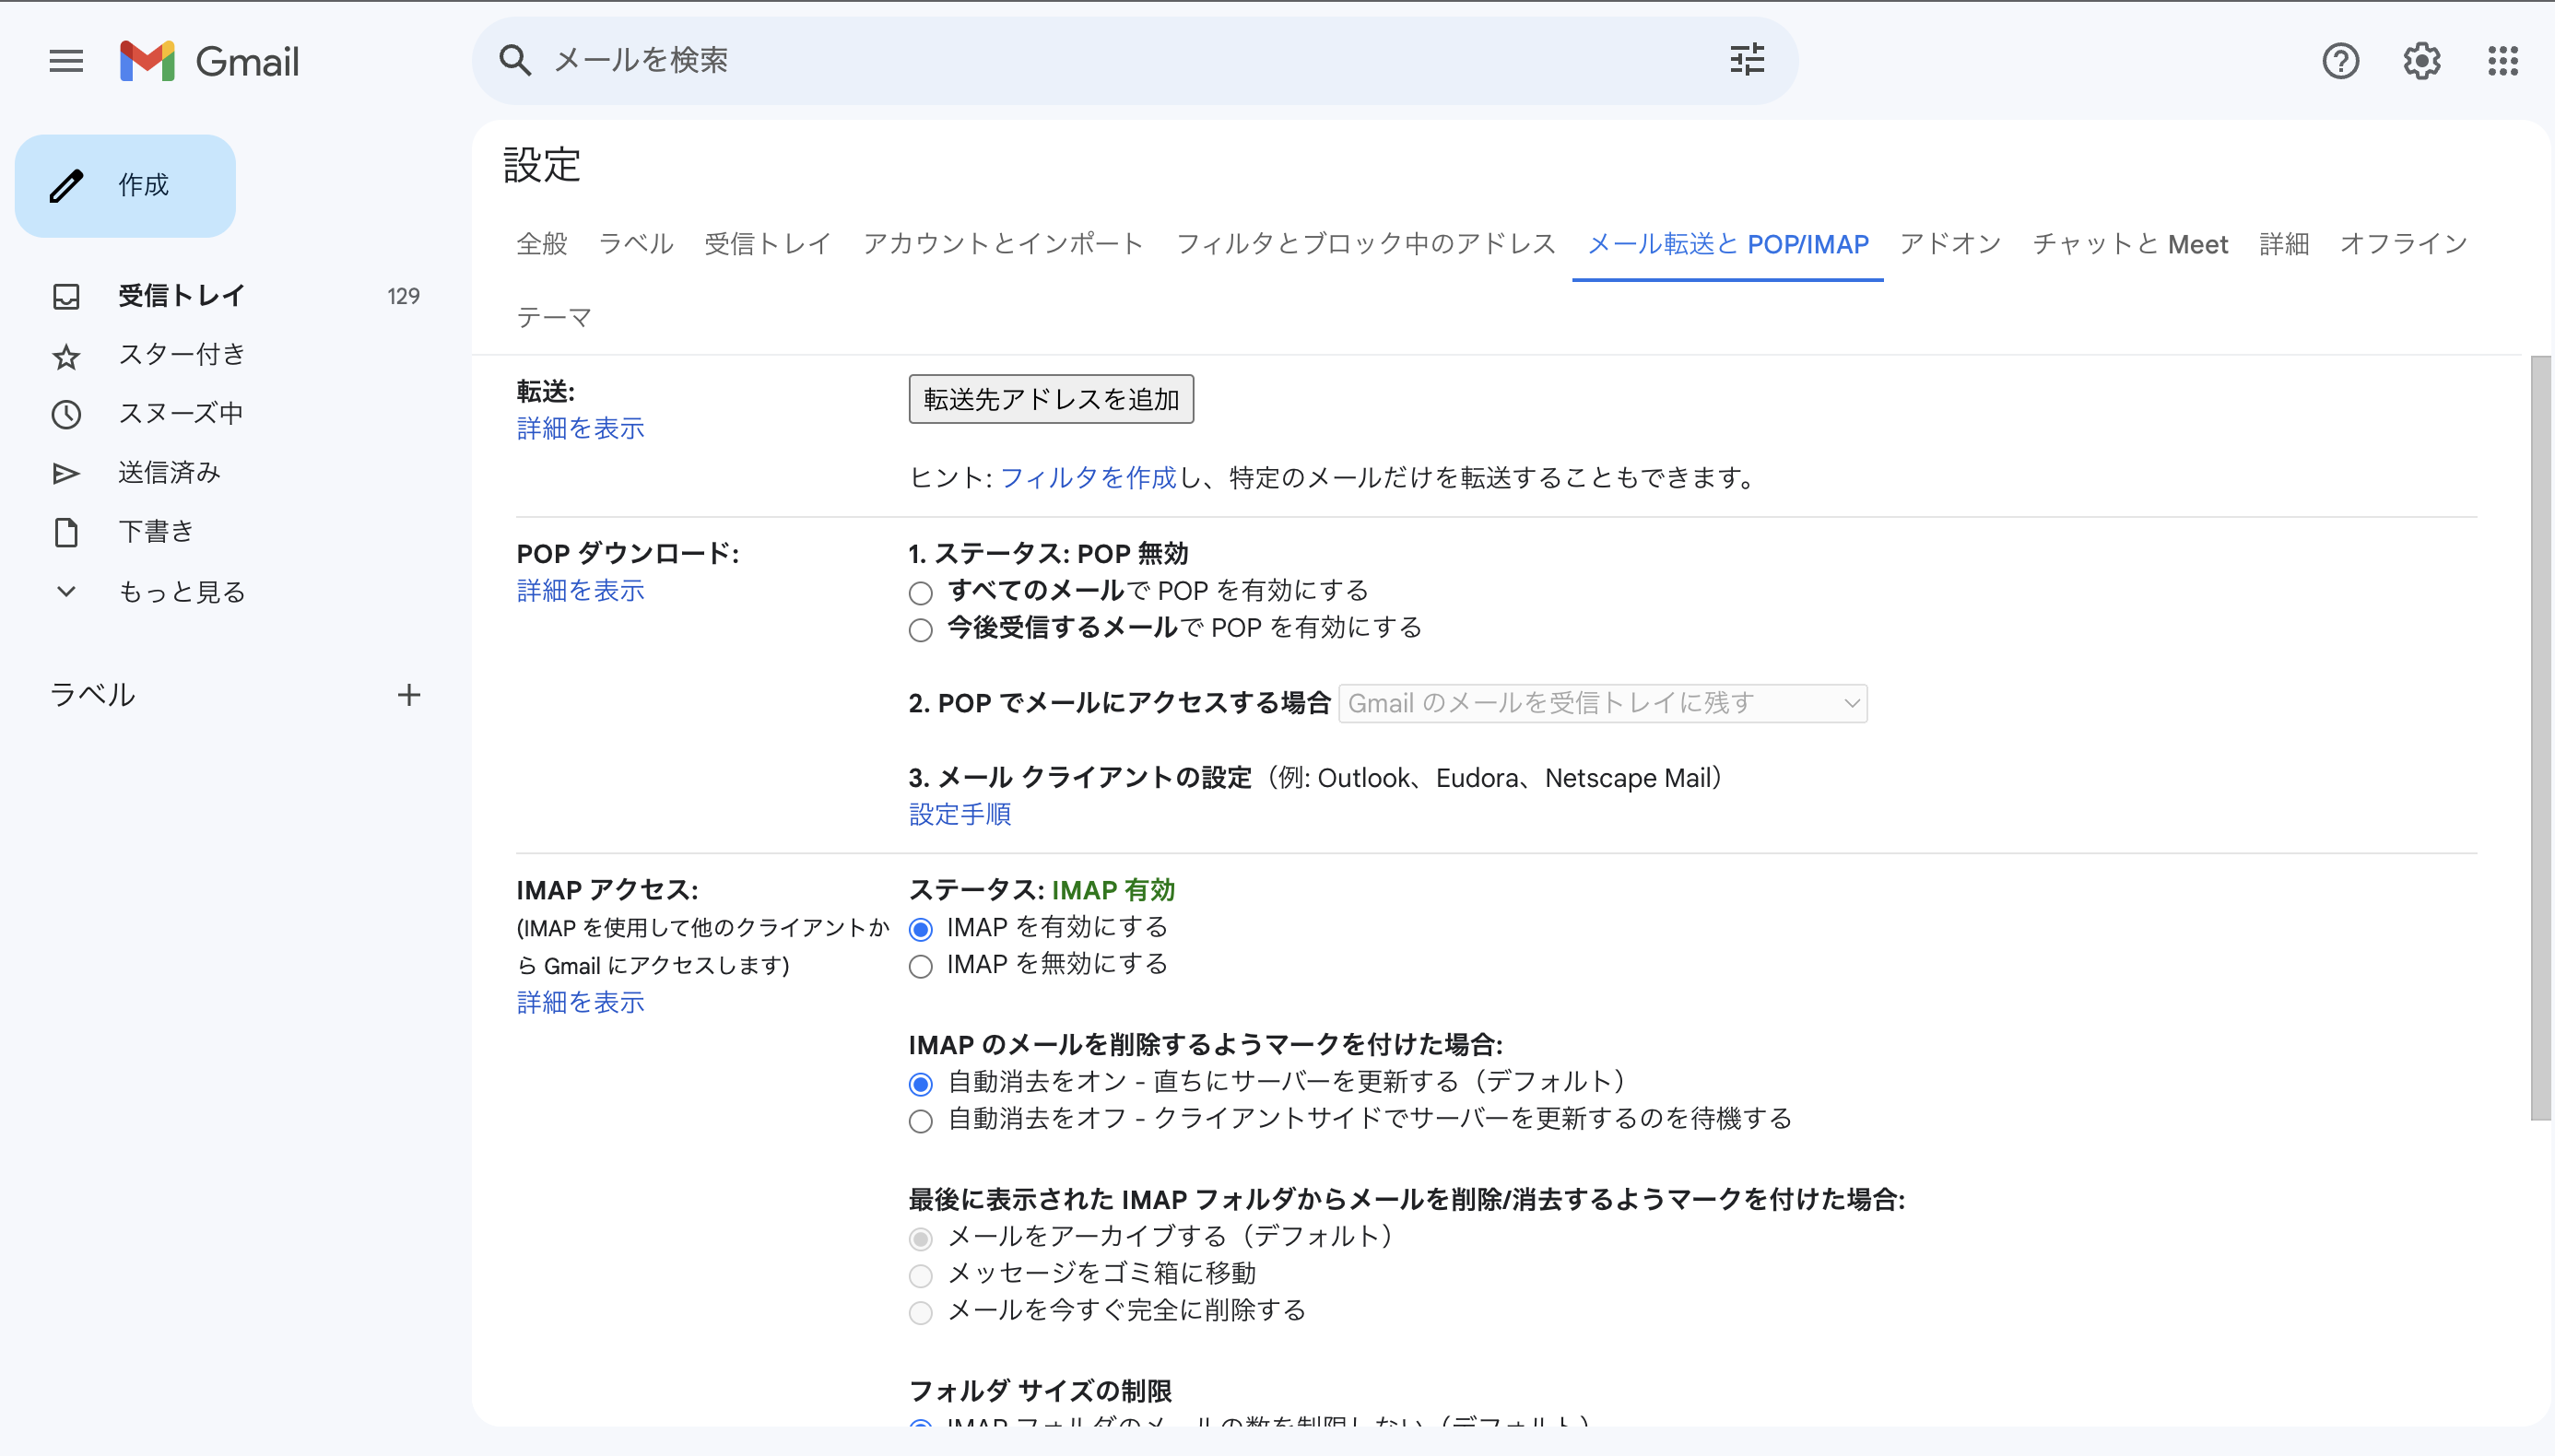 Gmail
メールを検索
作成
受信トレイ 129
スター付き
スヌーズ中
送信済み
下書き
もっと見る
ラベル
設定
全般 ラベル 受信トレイ アカウントとインポート フィルタとブロック中のアドレス メール転送と POP/IMAP アドオン チャットと Meet 詳細 オフライン
テーマ
転送:
詳細を表示
転送先アドレスを追加
ヒント: フィルタを作成し、特定のメールだけを転送することもできます。
POP ダウンロード:
詳細を表示
1. ステータス: POP 無効
すべてのメールで POP を有効にする
今後受信するメールで POP を有効にする
2. POP でメールにアクセスする場合 Gmail のメールを受信トレイに残す
3. メール クライアントの設定（例: Outlook、Eudora、Netscape Mail）
設定手順
IMAP アクセス:
(IMAP を使用して他のクライアントか
ら Gmail にアクセスします)
詳細を表示
ステータス: IMAP 有効
IMAP を有効にする
IMAP を無効にする
IMAP のメールを削除するようマークを付けた場合:
自動消去をオン - 直ちにサーバーを更新する（デフォルト）
自動消去をオフ - クライアントサイドでサーバーを更新するのを待機する
最後に表示された IMAP フォルダからメールを削除/消去するようマークを付けた場合:
メールをアーカイブする（デフォルト）
メッセージをゴミ箱に移動
メールを今すぐ完全に削除する
フォルダ サイズの制限
IMAP フォルダのメールの数を制限しない（デフォルト）